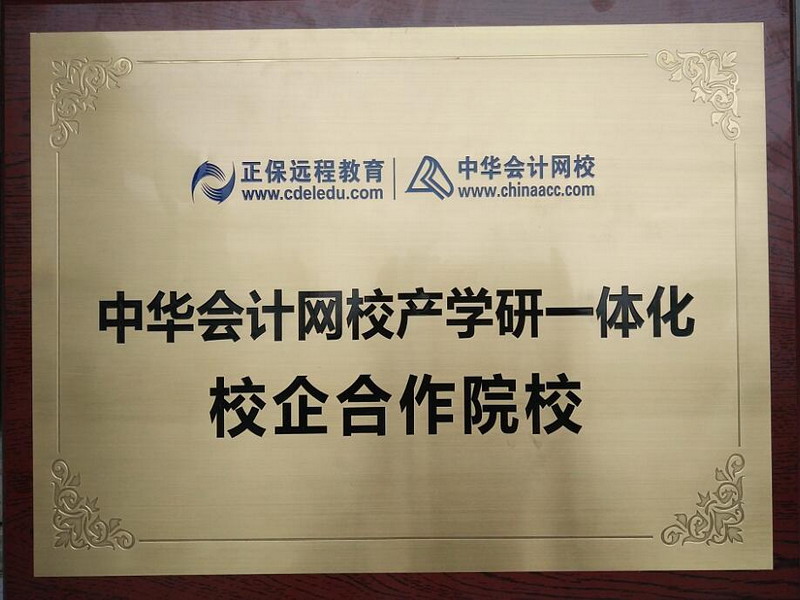 正保远程教育 中华会计网校
www.cdeledu.com www.chinaacc.com
中华会计网校产学研一体化
校企合作院校